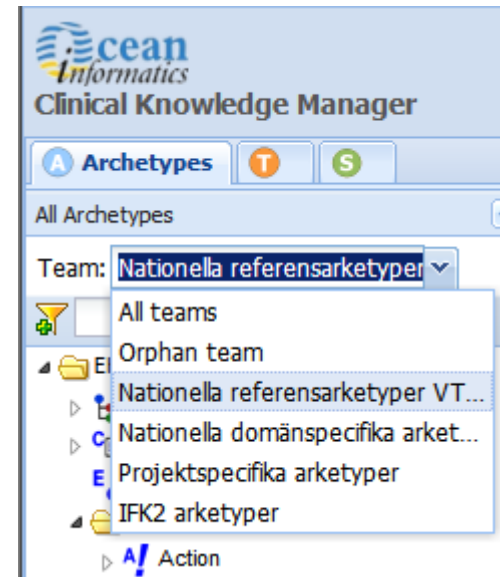 Ocean
Informatics
Clinical Knowledge Manager
A Archetypes T S
All Archetypes
Team: Nationella referensarketyper
All teams
Orphan team
Nationella referensarketyper VT...
Nationella domänspecifika arket...
Projektspecifika arketyper
IFK2 arketyper
A! Action